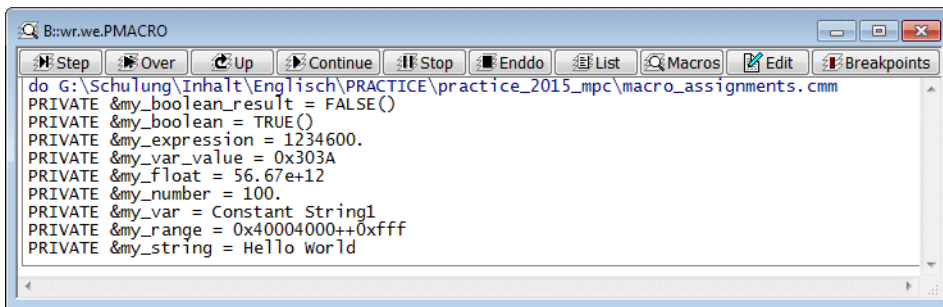 B::wr.we.PMACRO
Step Over Up Continue Stop Enddo List Macros Edit Breakpoints
do G:\Schulung\Inhalt\Englisch\PRACTICE\practice_2015_mpc\macro_assignments.cmm
PRIVATE &my_boolean_result = FALSE()
PRIVATE &my_boolean = TRUE()
PRIVATE &my_expression = 1234600.
PRIVATE &my_var_value = 0x303A
PRIVATE &my_float = 56.67e+12
PRIVATE &my_number = 100.
PRIVATE &my_var = Constant String1
PRIVATE &my_range = 0x40004000++0xfff
PRIVATE &my_string = Hello World